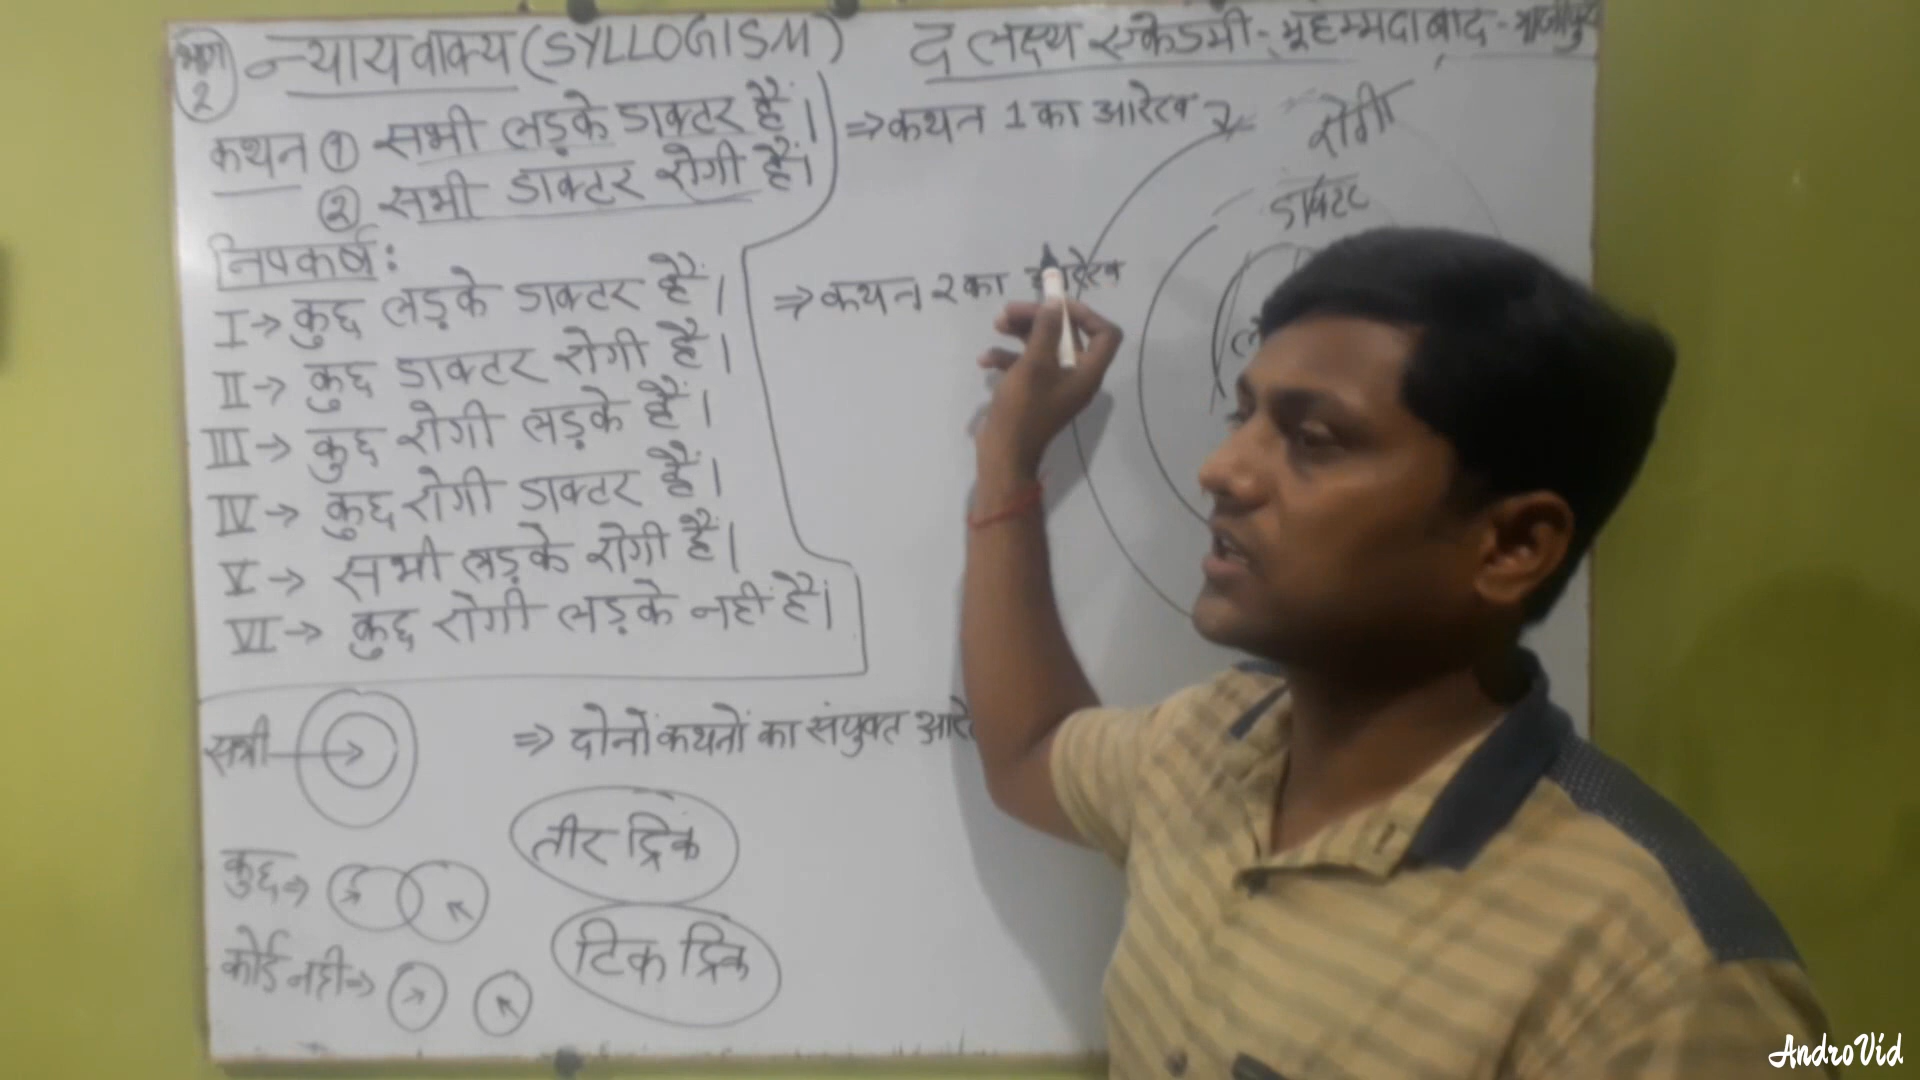 भाग 2
न्यायवाक्य (SYLLOGISM)
द लक्ष्य एकेडमी - मुहम्मदाबाद - गाजीपुर
कथन ① सभी लड़के डाक्टर हैं।
② सभी डाक्टर रोगी हैं।
निपकर्ष:
I → कुछ लड़के डाक्टर हैं।
II → कुछ डाक्टर रोगी हैं।
III → कुछ रोगी लड़के हैं।
IV → कुछ रोगी डाक्टर हैं।
V → सभी लड़के रोगी हैं।
VI → कुछ रोगी लड़के नहीं हैं।
⇒ कथन 1 का आरेख
⇒ कथन 2 का आरेख
रोगी
डाक्टर
सभी
⇒ दोनों कथनों का संयुक्त
कुछ ⇒
तीर ट्रिक
कोई नही ⇒
टिक ट्रिक
AndroVid